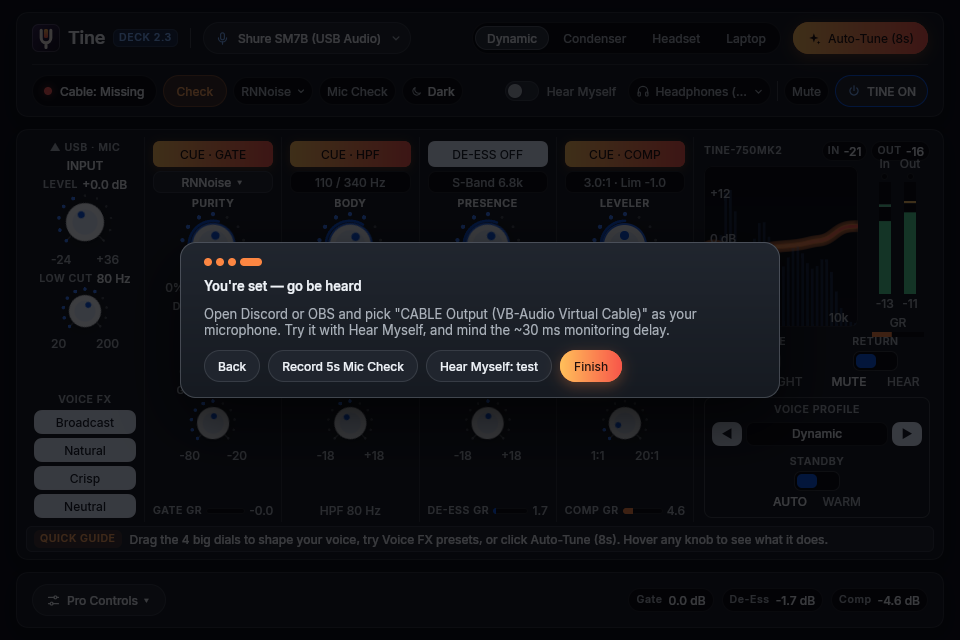 Tine DECK 2.3 Shure SM7B (USB Audio) Dynamic Condenser Headset Laptop Auto-Tune (8s)
Cable: Missing Check RNNoise Mic Check Dark Hear Myself Headphones (... Mute TINE ON
USB · MIC
INPUT
LEVEL +0.0 dB
-24 +36
LOW CUT 80 Hz
20 200
VOICE FX
Broadcast
Natural
Crisp
Neutral
CUE · GATE
RNNoise
PURITY
0%
-80 -20
GATE GR -0.0
CUE · HPF
110 / 340 Hz
BODY
-18 +18
HPF 80 Hz
DE-ESS OFF
S-Band 6.8k
PRESENCE
-18 +18
DE-ESS GR 1.7
CUE · COMP
3.0:1 · Lim -1.0
LEVELER
1:1 20:1
COMP GR 4.6
TINE-750MK2 IN -21 OUT -16
In Out
+12
0 dB
10k
-13 -11
GR
RETURN
MUTE HEAR
VOICE PROFILE
Dynamic
STANDBY
AUTO WARM
You're set — go be heard
Open Discord or OBS and pick "CABLE Output (VB-Audio Virtual Cable)" as your
microphone. Try it with Hear Myself, and mind the ~30 ms monitoring delay.
Back Record 5s Mic Check Hear Myself: test Finish
QUICK GUIDE Drag the 4 big dials to shape your voice, try Voice FX presets, or click Auto-Tune (8s). Hover any knob to see what it does.
Pro Controls Gate 0.0 dB De-Ess -1.7 dB Comp -4.6 dB